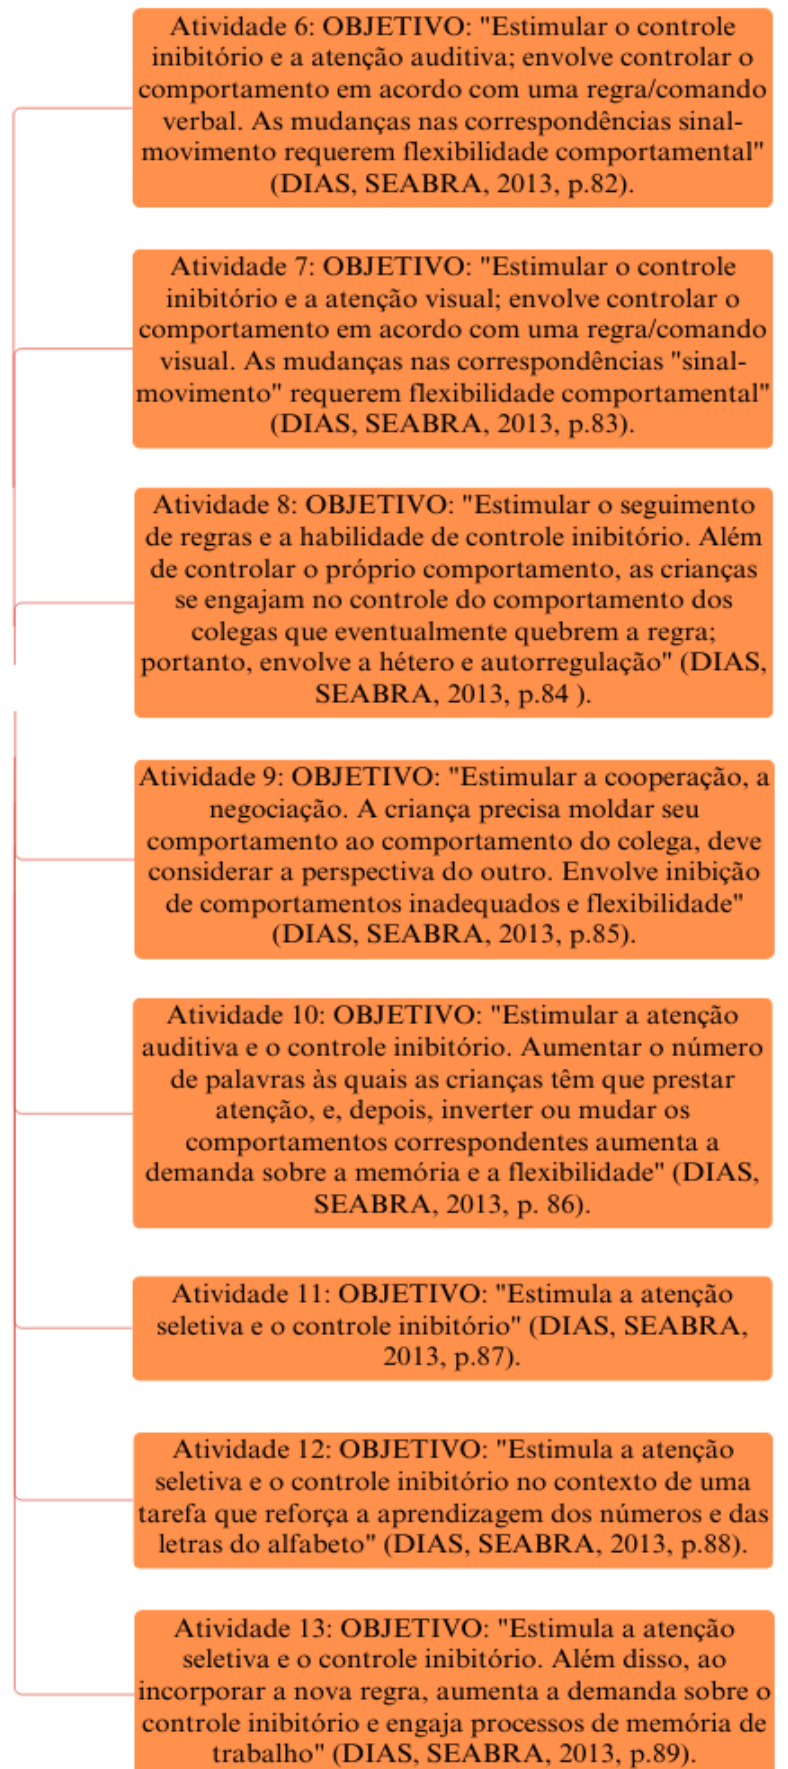 Atividade 6: OBJETIVO: "Estimular o controle
inibitório e a atenção auditiva; envolve controlar o
comportamento em acordo com uma regra/comando
verbal. As mudanças nas correspondências sinal-
movimento requerem flexibilidade comportamental"
(DIAS, SEABRA, 2013, p.82).
Atividade 7: OBJETIVO: "Estimular o controle
inibitório e a atenção visual; envolve controlar o
comportamento em acordo com uma regra/comando
visual. As mudanças nas correspondências "sinal-
movimento" requerem flexibilidade comportamental"
(DIAS, SEABRA, 2013, p.83).
Atividade 8: OBJETIVO: "Estimular o seguimento
de regras e a habilidade de controle inibitório. Além
de controlar o próprio comportamento, as crianças
se engajam no controle do comportamento dos
colegas que eventualmente quebrem a regra;
portanto, envolve a hétero e autorregulação" (DIAS,
SEABRA, 2013, p.84 ).
Atividade 9: OBJETIVO: "Estimular a cooperação, a
negociação. A criança precisa moldar seu
comportamento ao comportamento do colega, deve
considerar a perspectiva do outro. Envolve inibição
de comportamentos inadequados e flexibilidade"
(DIAS, SEABRA, 2013, p.85).
Atividade 10: OBJETIVO: "Estimular a atenção
auditiva e o controle inibitório. Aumentar o número
de palavras às quais as crianças têm que prestar
atenção, e, depois, inverter ou mudar os
comportamentos correspondentes aumenta a
demanda sobre a memória e a flexibilidade" (DIAS,
SEABRA, 2013, p. 86).
Atividade 11: OBJETIVO: "Estimula a atenção
seletiva e o controle inibitório" (DIAS, SEABRA,
2013, p.87).
Atividade 12: OBJETIVO: "Estimula a atenção
seletiva e o controle inibitório no contexto de uma
tarefa que reforça a aprendizagem dos números e das
letras do alfabeto" (DIAS, SEABRA, 2013, p.88).
Atividade 13: OBJETIVO: "Estimula a atenção
seletiva e o controle inibitório. Além disso, ao
incorporar a nova regra, aumenta a demanda sobre o
controle inibitório e engaja processos de memória de
trabalho" (DIAS, SEABRA, 2013, p.89).